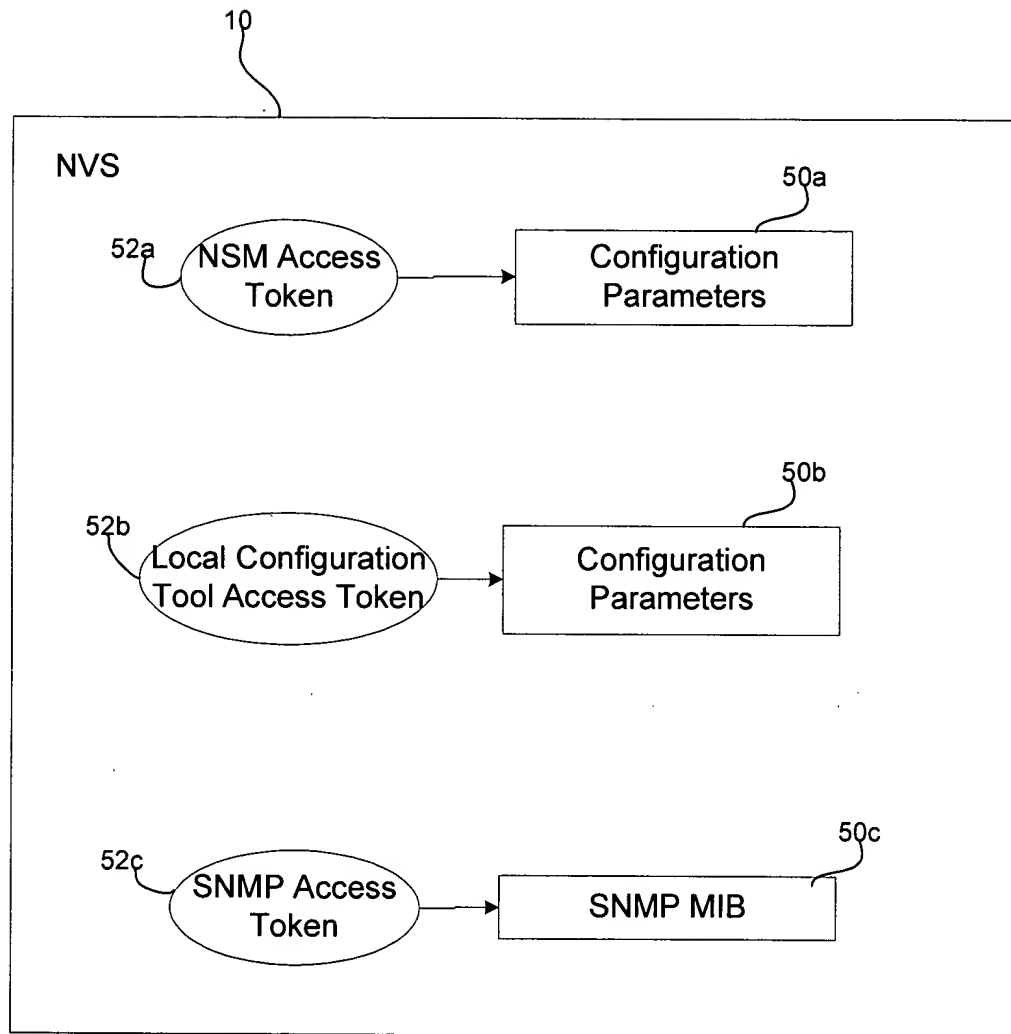 10
NVS
50a
52a
NSM Access
Token
Configuration
Parameters
50b
52b
Local Configuration
Tool Access Token
Configuration
Parameters
50c
52c
SNMP Access
Token
SNMP MIB